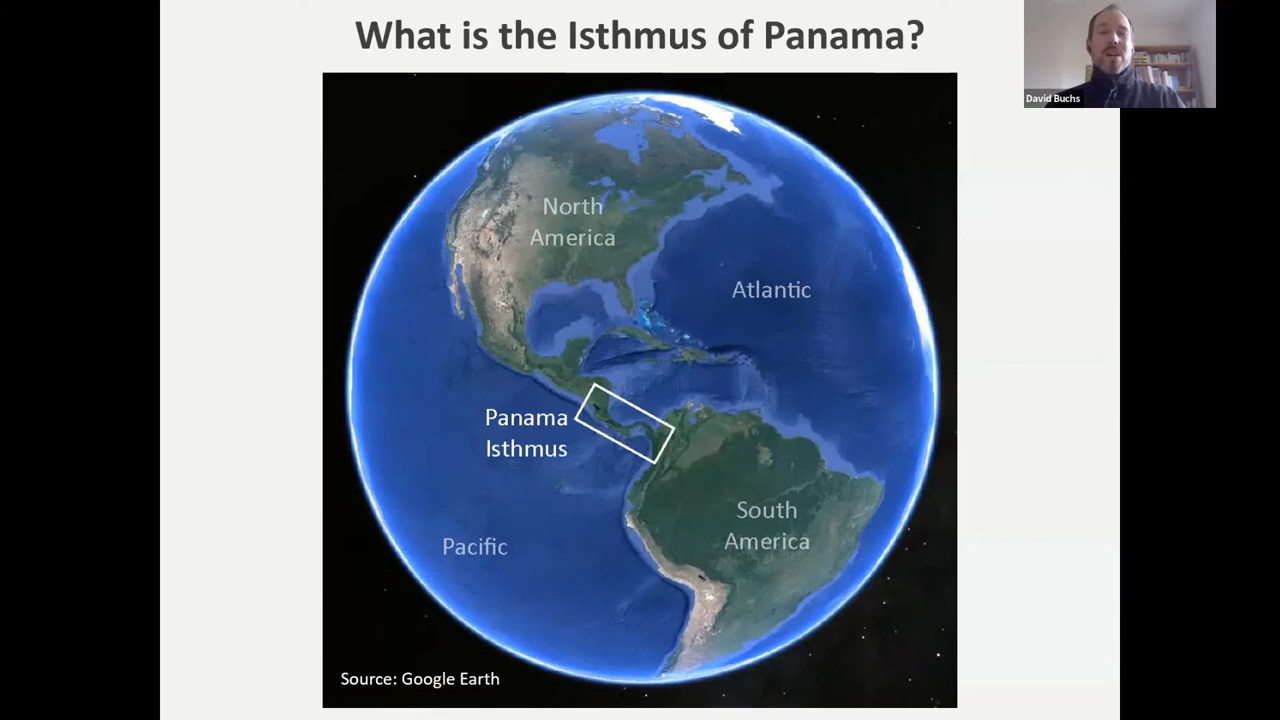 What is the Isthmus of Panama?
David Buchs
North
America
Atlantic
Panama
Isthmus
South
America
Pacific
Source: Google Earth